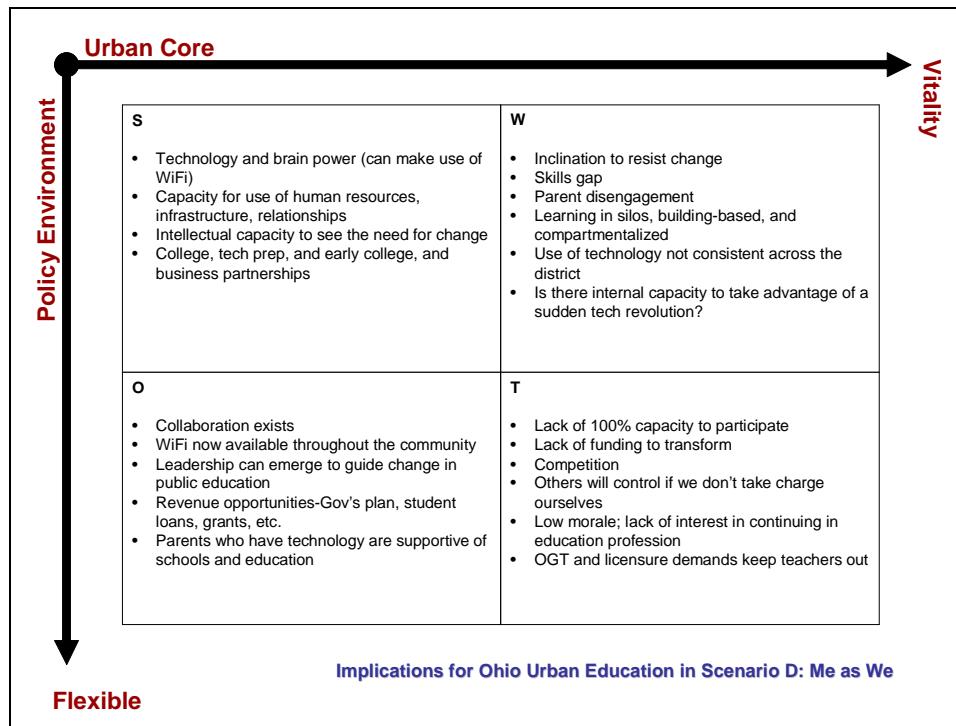 Urban Core
Vitality
Policy Environment
S
• Technology and brain power (can make use of
WiFi)
• Capacity for use of human resources,
infrastructure, relationships
• Intellectual capacity to see the need for change
• College, tech prep, and early college, and
business partnerships
W
• Inclination to resist change
• Skills gap
• Parent disengagement
• Learning in silos, building-based, and
compartmentalized
• Use of technology not consistent across the
district
• Is there internal capacity to take advantage of a
sudden tech revolution?
O
• Collaboration exists
• WiFi now available throughout the community
• Leadership can emerge to guide change in
public education
• Revenue opportunities-Gov's plan, student
loans, grants, etc.
• Parents who have technology are supportive of
schools and education
T
• Lack of 100% capacity to participate
• Lack of funding to transform
• Competition
• Others will control if we don't take charge
ourselves
• Low morale; lack of interest in continuing in
education profession
• OGT and licensure demands keep teachers out
Implications for Ohio Urban Education in Scenario D: Me as We
Flexible